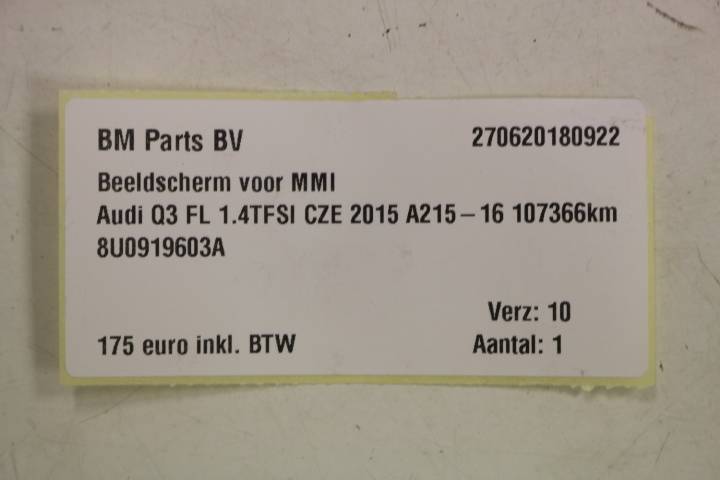 BM Parts BV 270620180922
Beeldscherm voor MMI
Audi Q3 FL 1.4TFSI CZE 2015 A215-16 107366km
8U0919603A
Verz: 10
175 euro inkl. BTW Aantal: 1